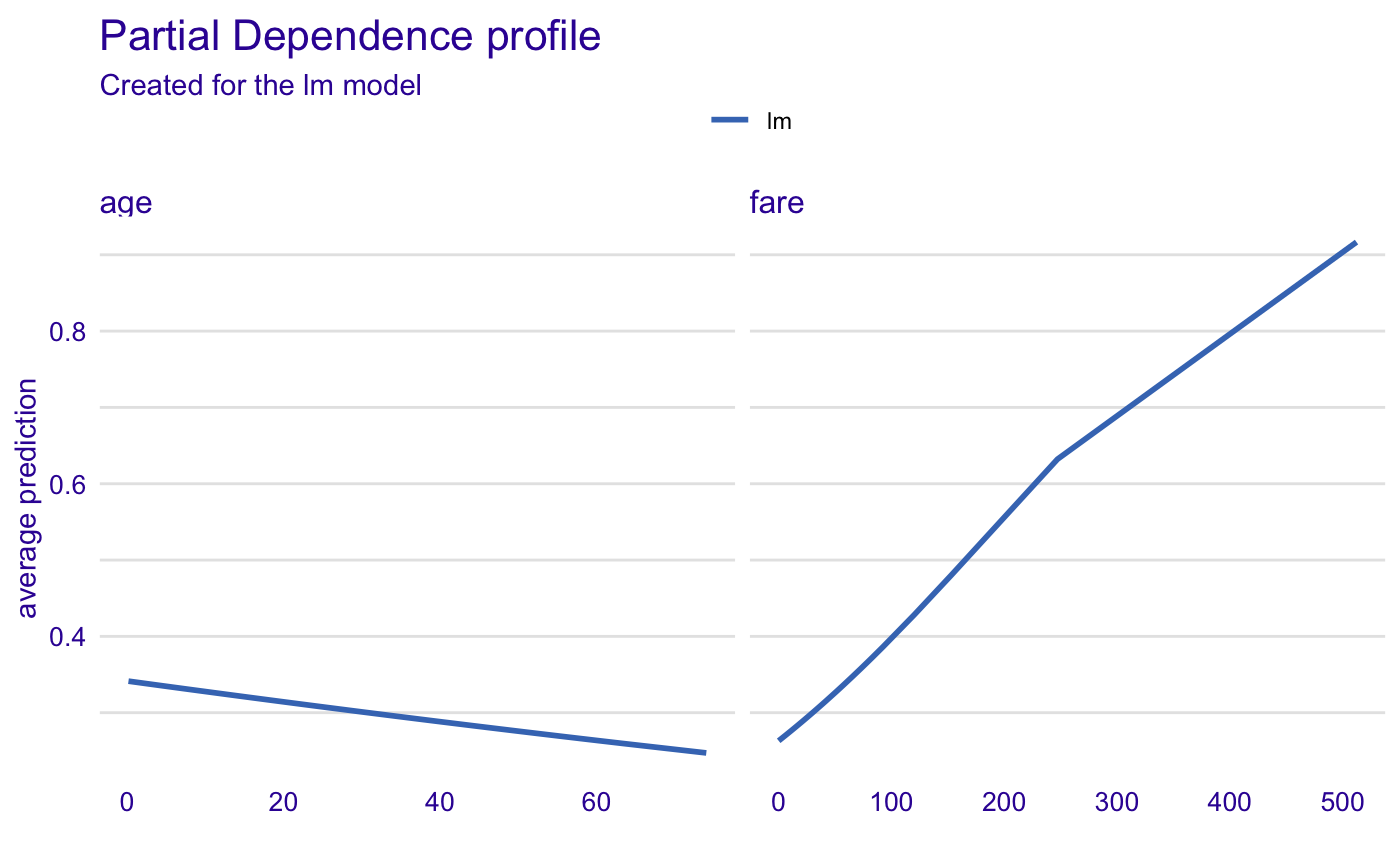 Partial Dependence profile
Created for the lm model
lm
age
fare
average prediction
0.8
0.6
0.4
0 20 40 60
0 100 200 300 400 500